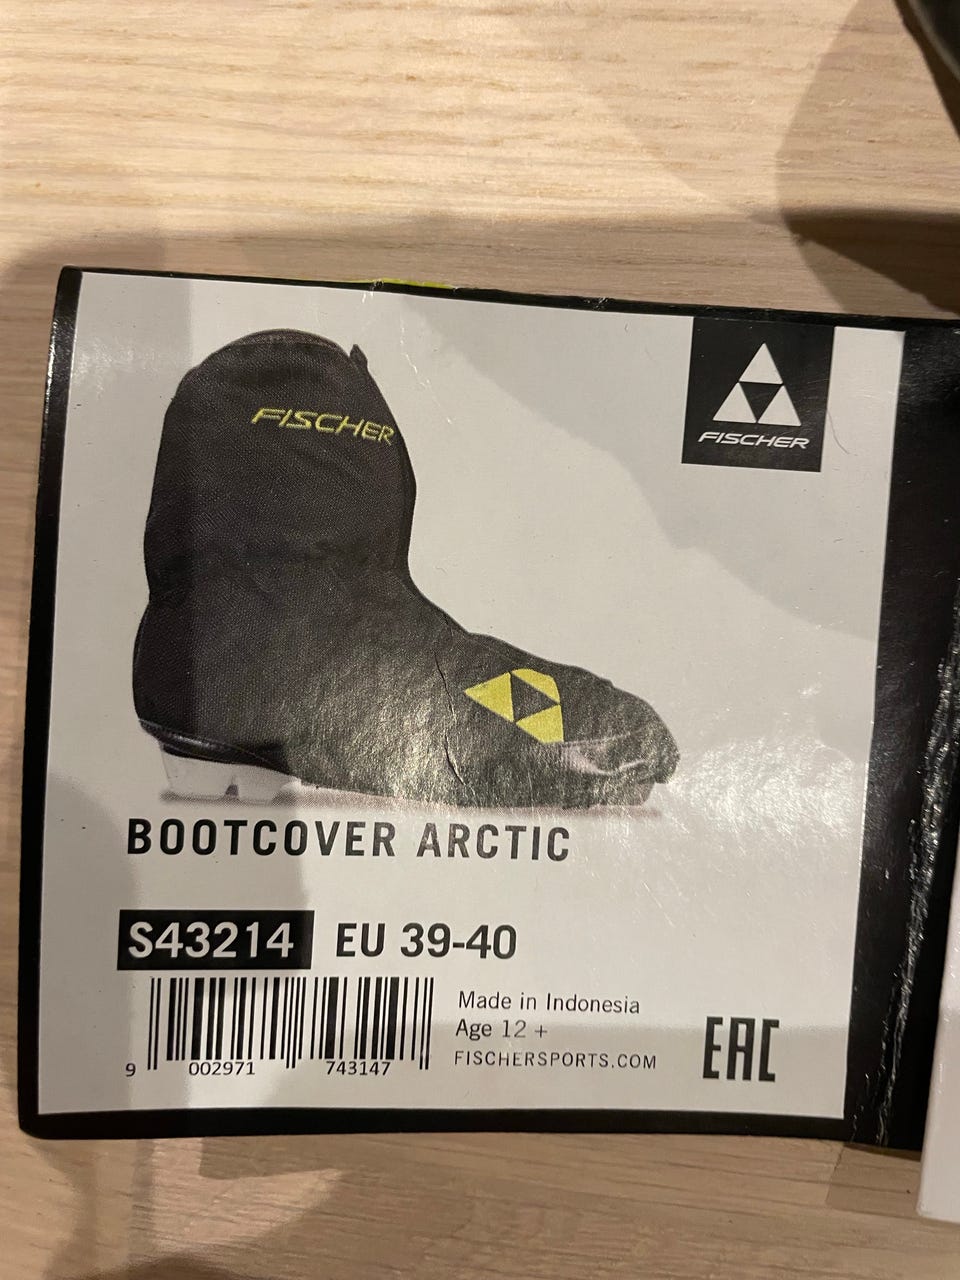 FISCHER
FISCHER
BOOTCOVER ARCTIC
S43214 EU 39-40
Made in Indonesia
Age 12 +
FISCHERSPORTS.COM
9 002971 743147
EAC